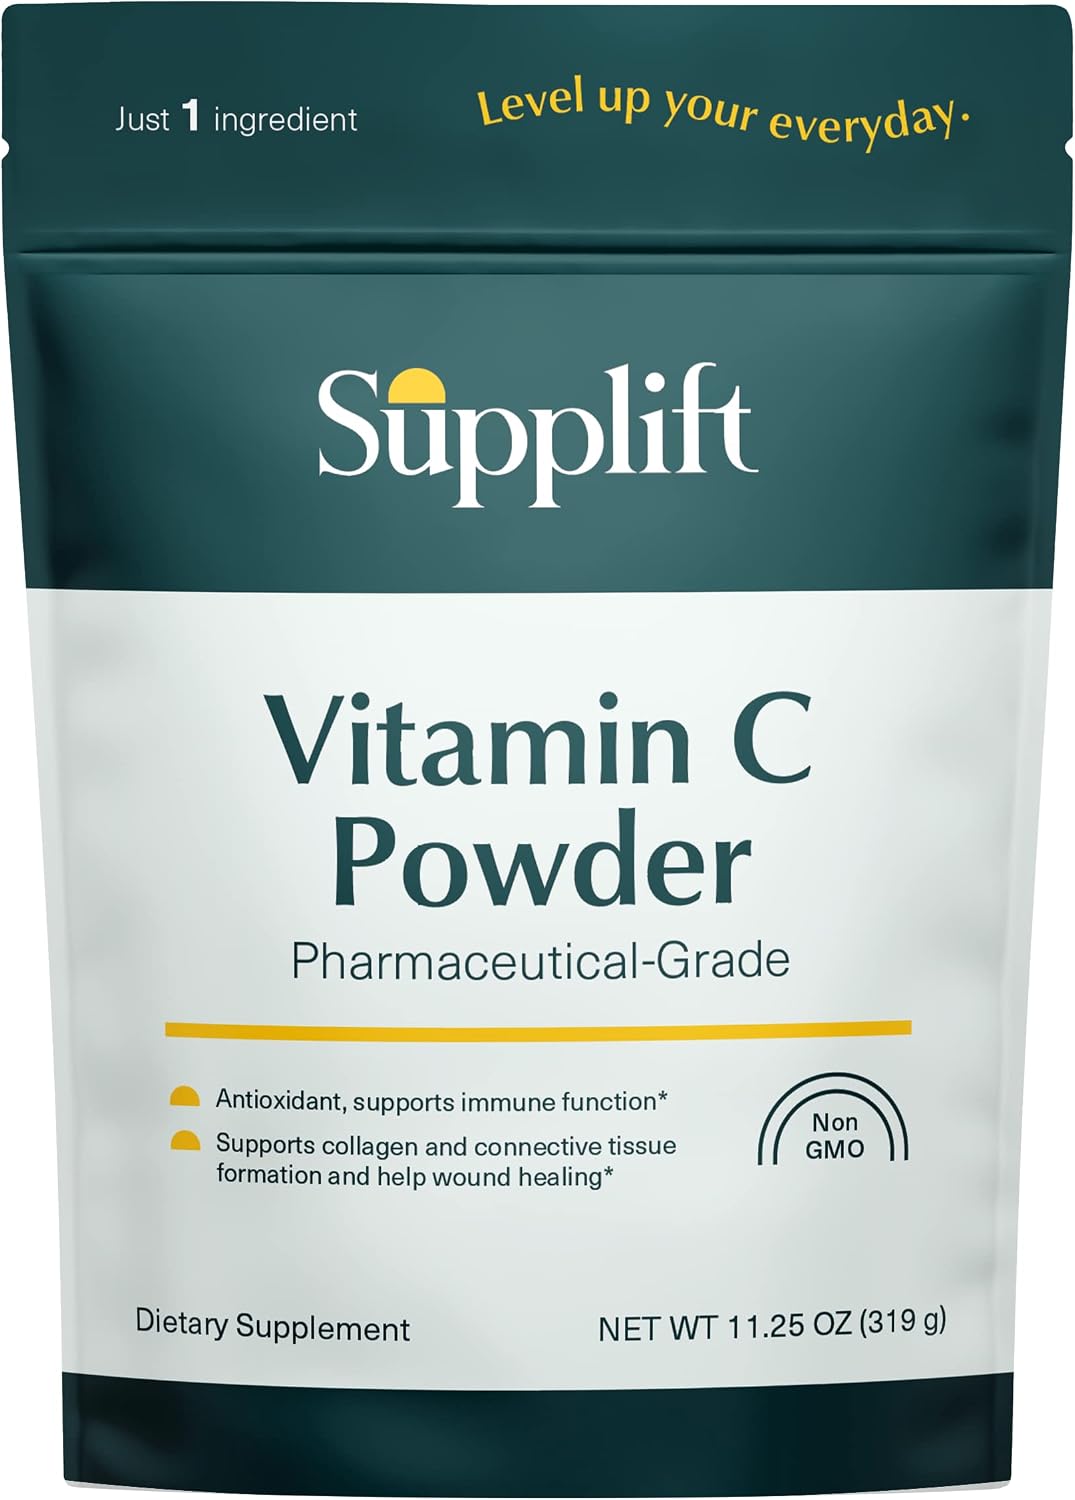 Just 1 ingredient
Level up your everyday.
Supplift
Vitamin C
Powder
Pharmaceutical-Grade
Antioxidant, supports immune function*
Supports collagen and connective tissue
formation and help wound healing*
Non
GMO
Dietary Supplement
NET WT 11.25 OZ (319 g)